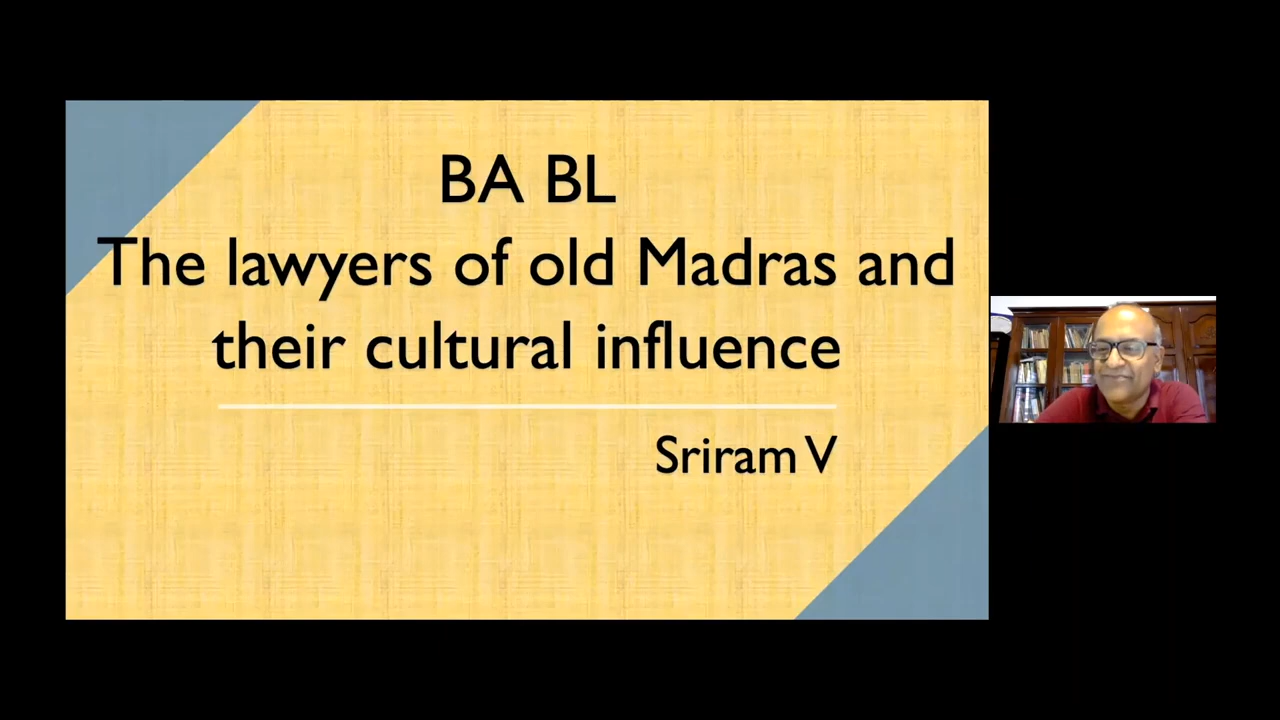 BA BL
The lawyers of old Madras and
their cultural influence
Sriram V